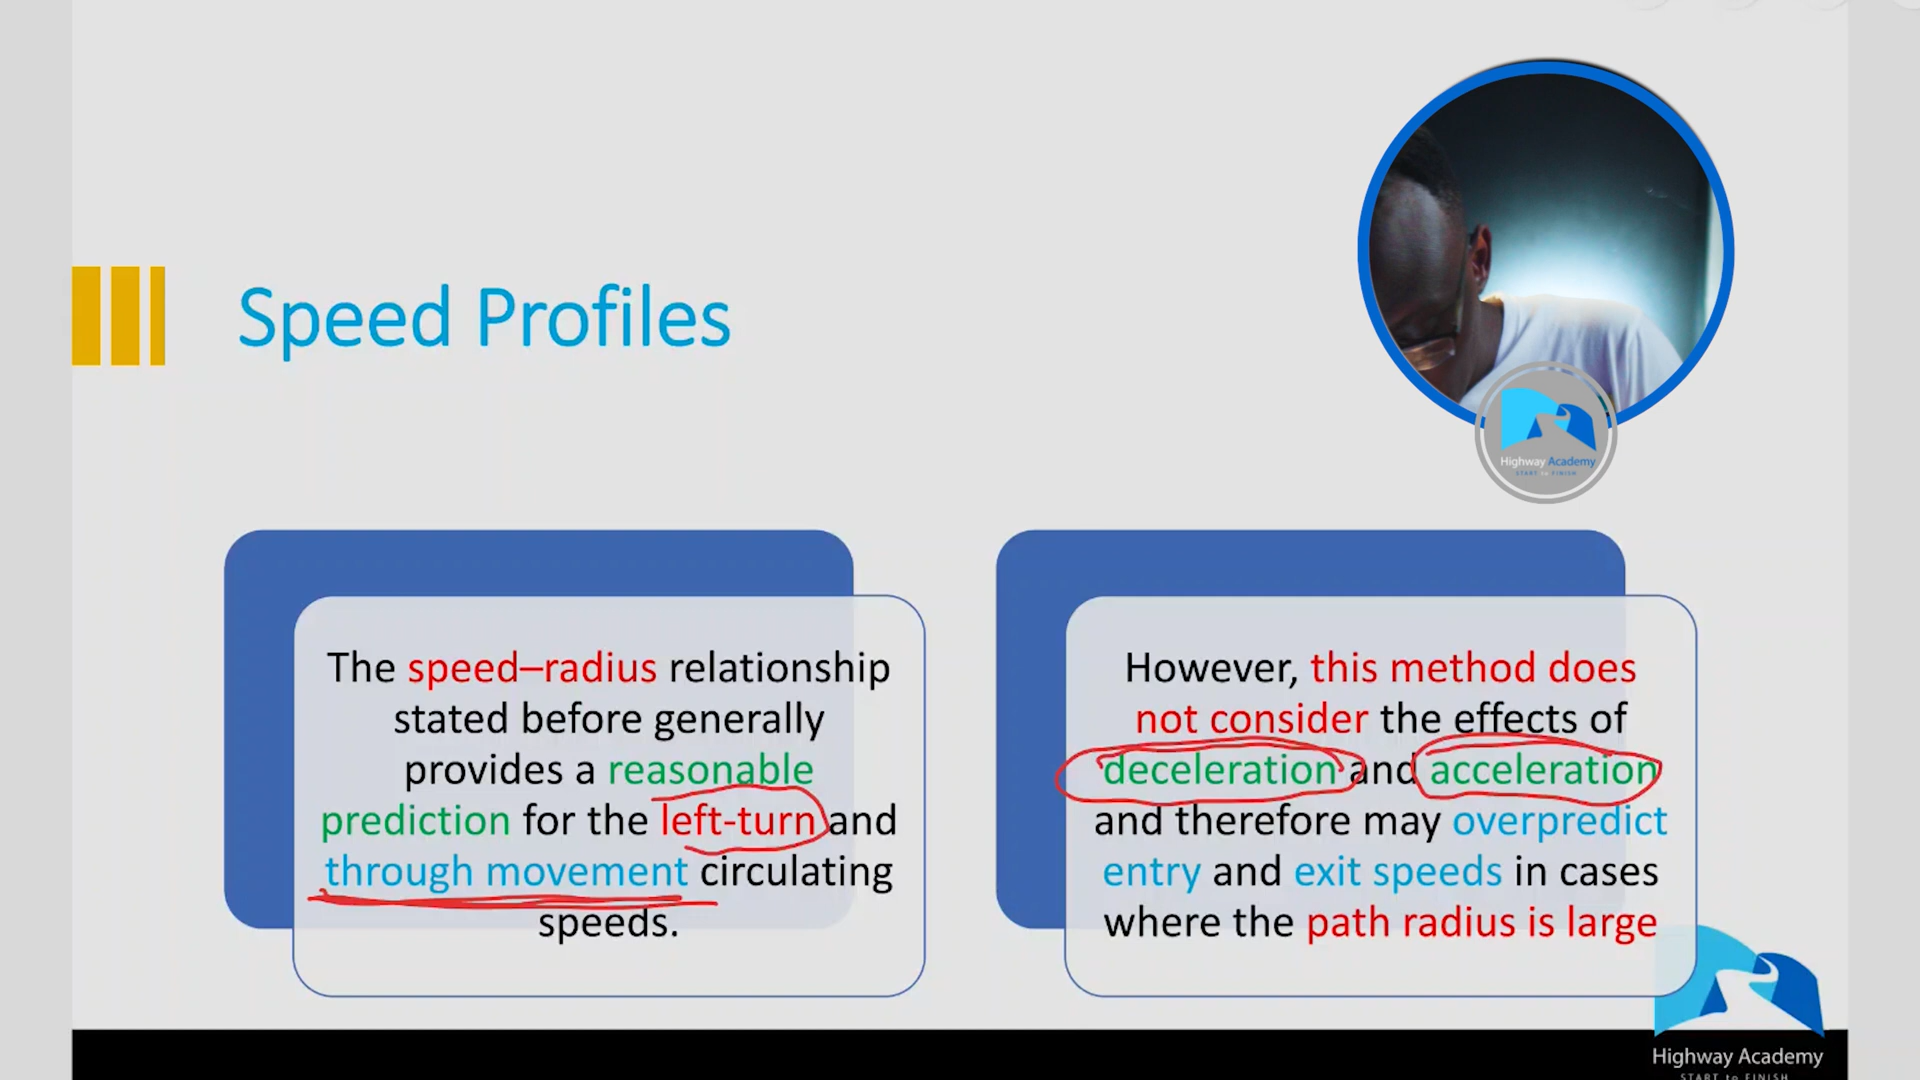 Highway Academy
START to FINISH
Speed Profiles
The speed–radius relationship
stated before generally
provides a reasonable
prediction for the left-turn and
through movement circulating
speeds.
However, this method does
not consider the effects of
deceleration and acceleration
and therefore may overpredict
entry and exit speeds in cases
where the path radius is large
Highway Academy
START to FINISH